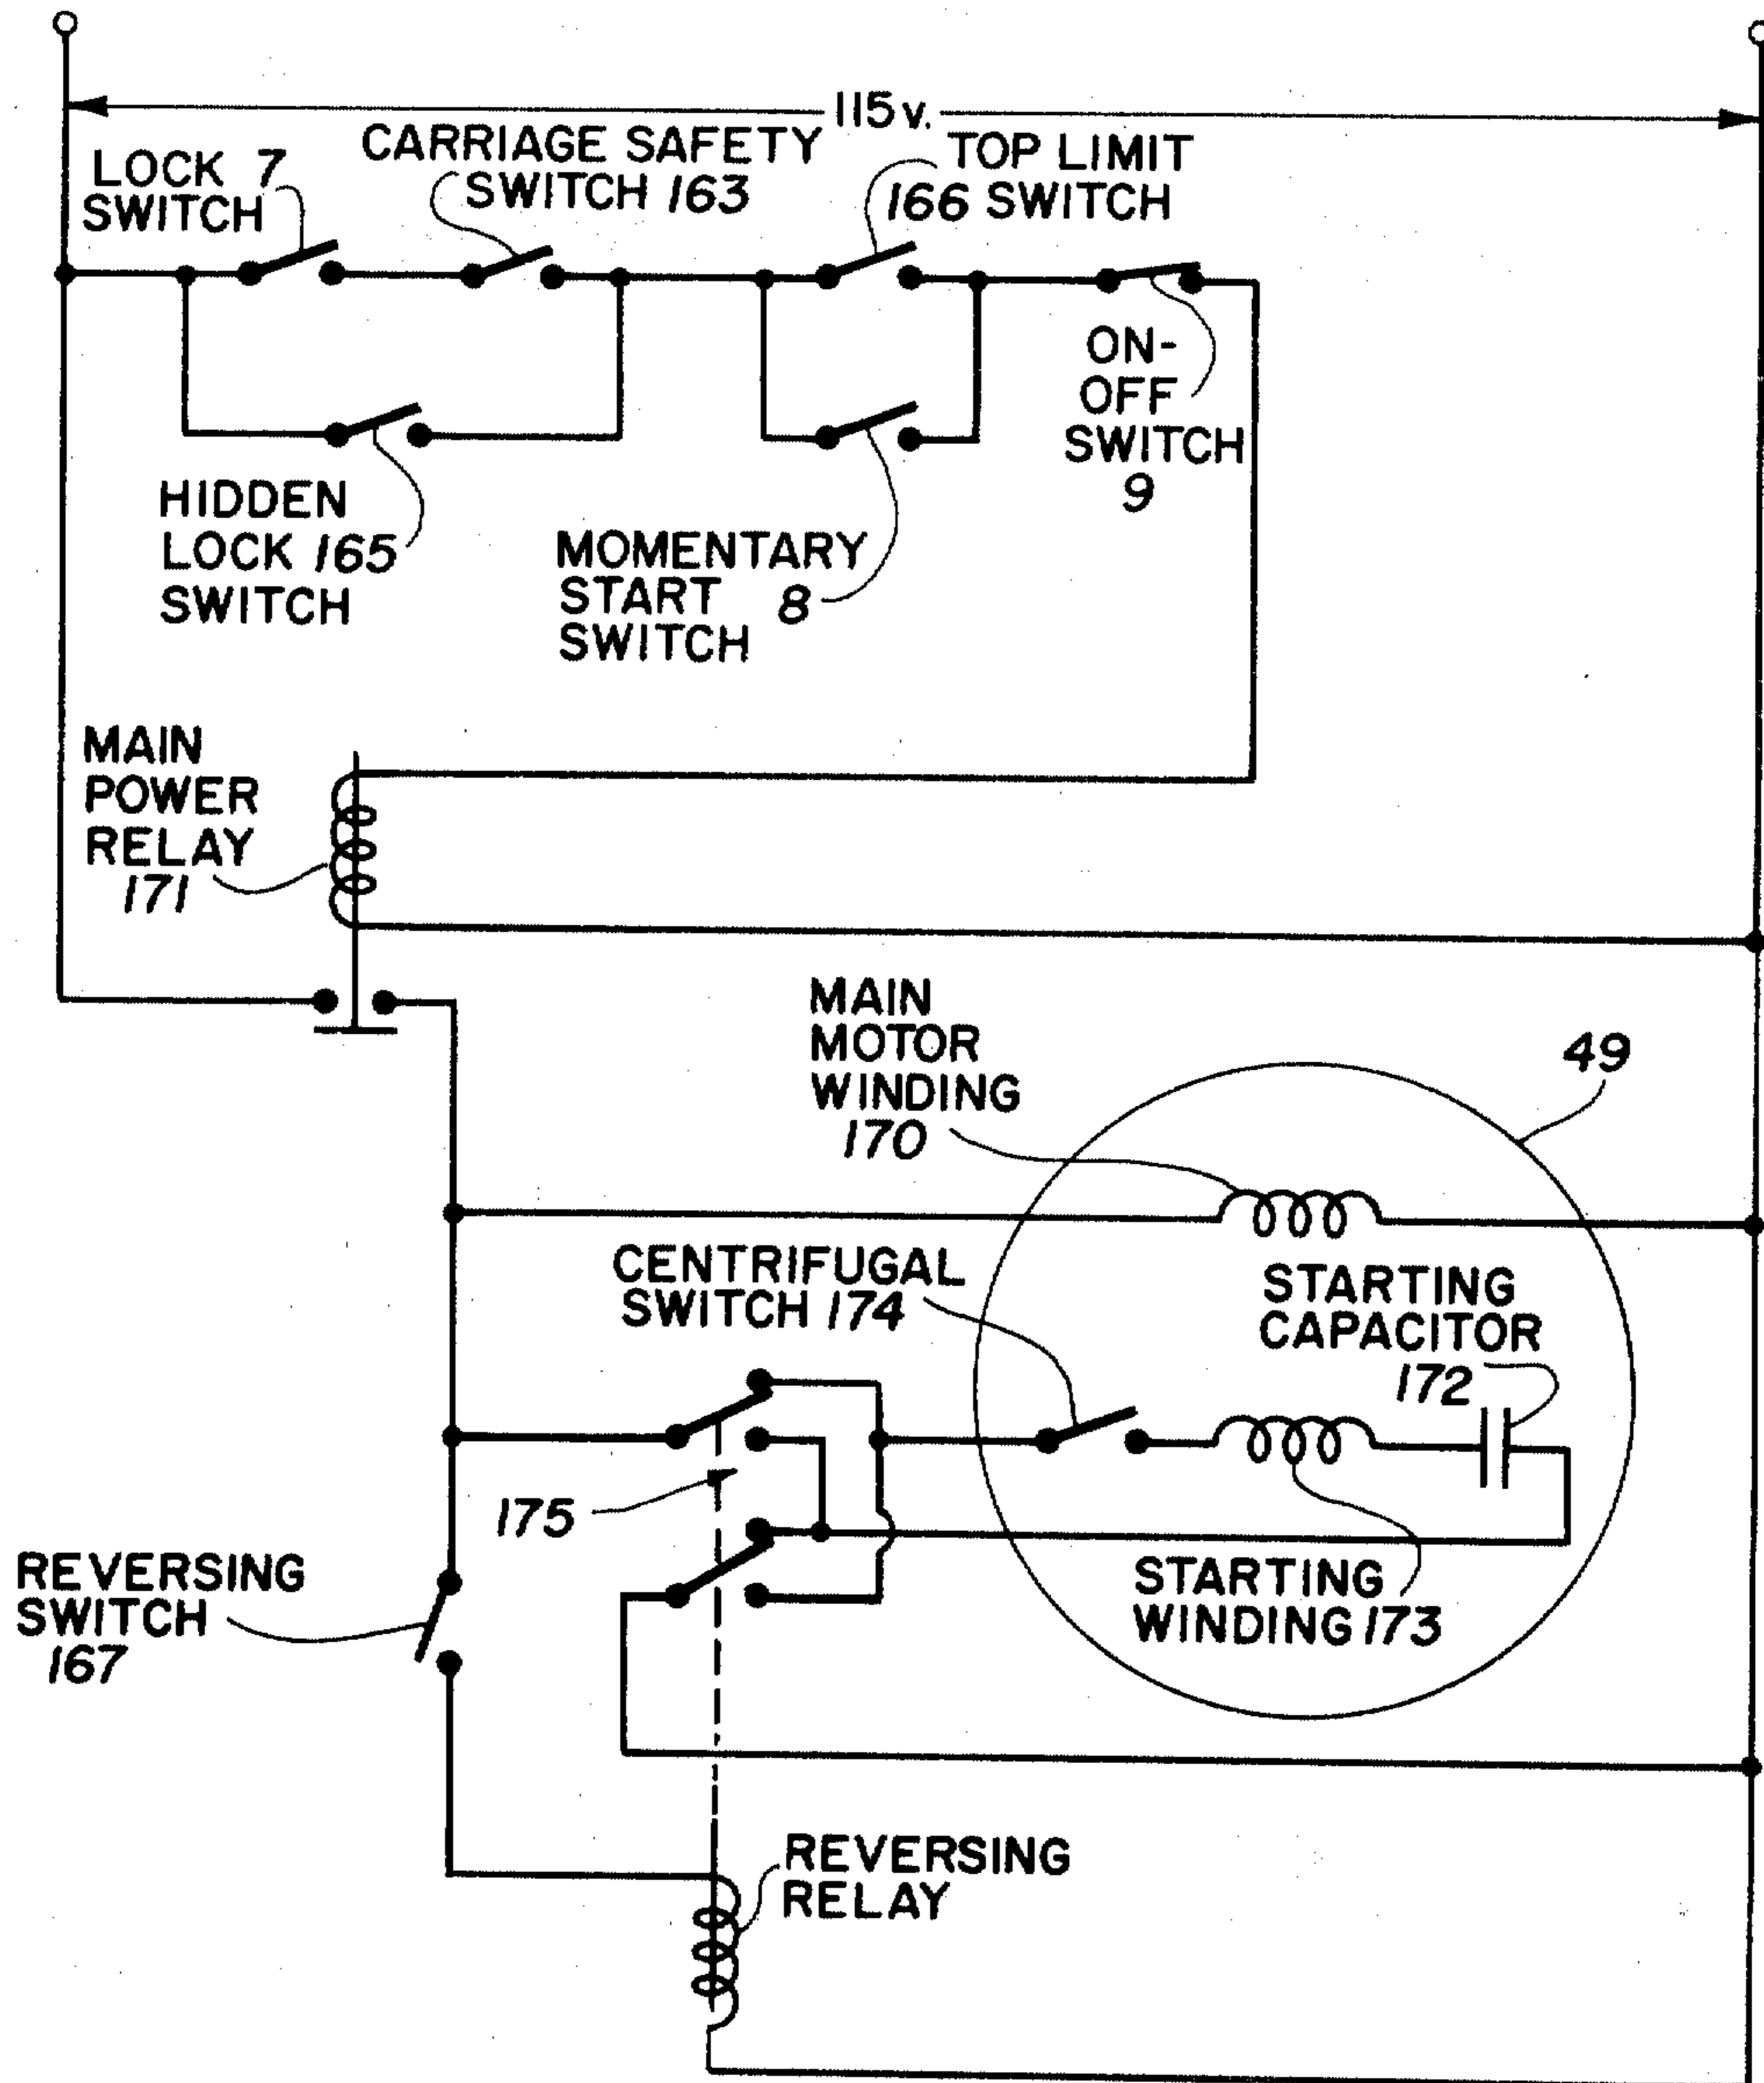 115 v.
LOCK 7
SWITCH
CARRIAGE SAFETY
SWITCH 163
TOP LIMIT
166 SWITCH
ON-
OFF
SWITCH
9
HIDDEN
LOCK 165
SWITCH
MOMENTARY
START 8
SWITCH
MAIN
POWER
RELAY
171
MAIN
MOTOR
WINDING
170
49
CENTRIFUGAL
SWITCH 174
STARTING
CAPACITOR
172
175
STARTING
WINDING 173
REVERSING
SWITCH
167
REVERSING
RELAY